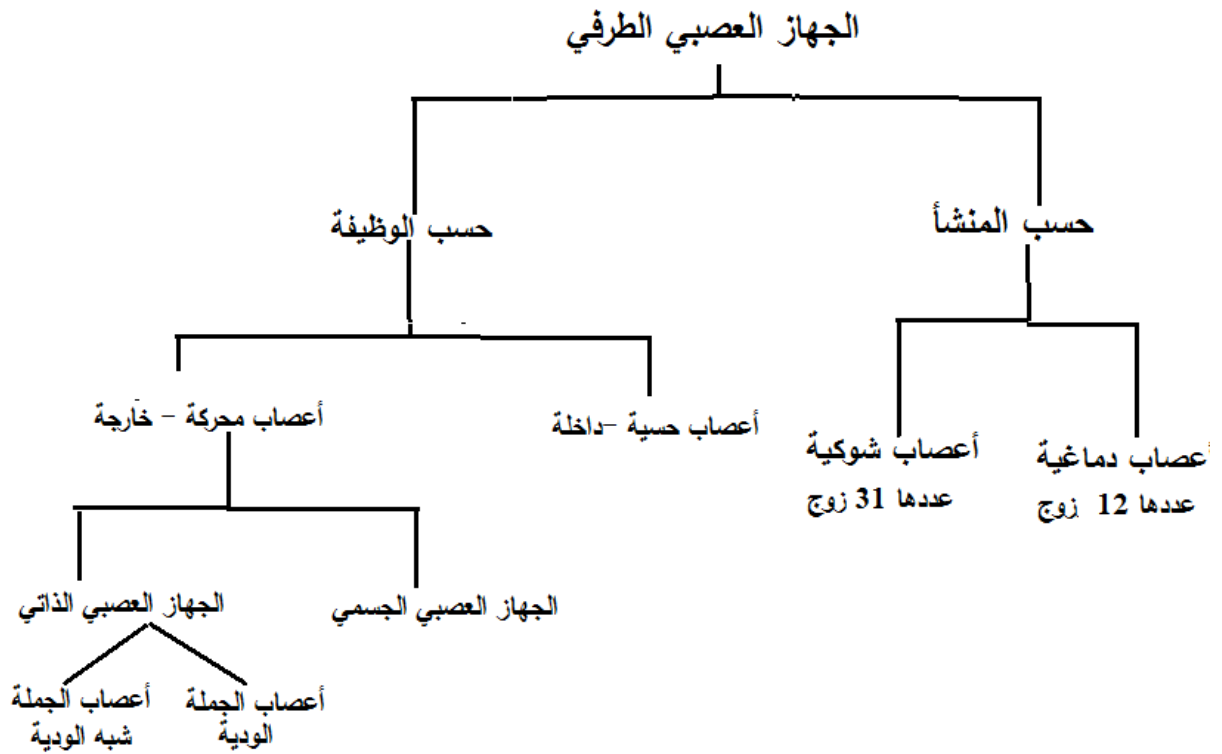 الجهاز العصبي الطرفي
حسب المنشأ
حسب الوظيفة
أعصاب دماغية
عددها 12 زوج
أعصاب شوكية
عددها 31 زوج
أعصاب حسية -داخلة
أعصاب محركة - خارجة
الجهاز العصبي الجسمي
الجهاز العصبي الذاتي
أعصاب الجملة
الودية
أعصاب الجملة
شبه الودية